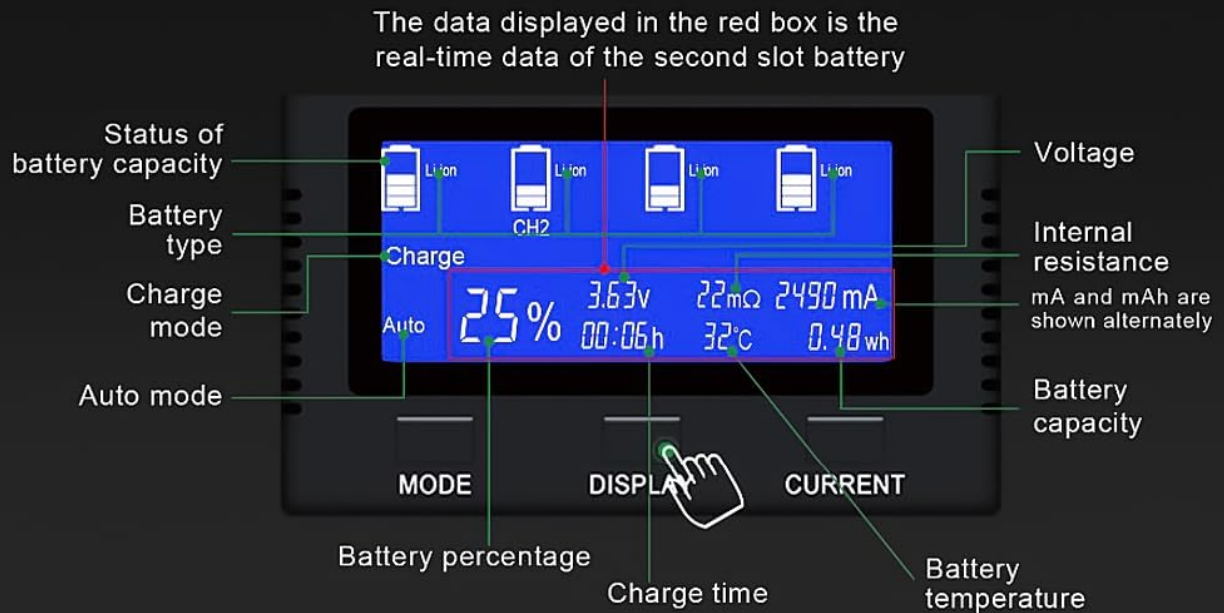 The data displayed in the red box is the
real-time data of the second slot battery
Status of
battery capacity
Battery
type
Charge
mode
Auto mode
Li-ion Li-ion Li-ion Li-ion
CH2
Charge
Auto
25%
3.63v 22mΩ 2490 mA
00:06h 32°C 0.48 wh
Voltage
Internal
resistance
mA and mAh are
shown alternately
Battery
capacity
MODE DISPLAY CURRENT
Battery percentage
Charge time
Battery
temperature